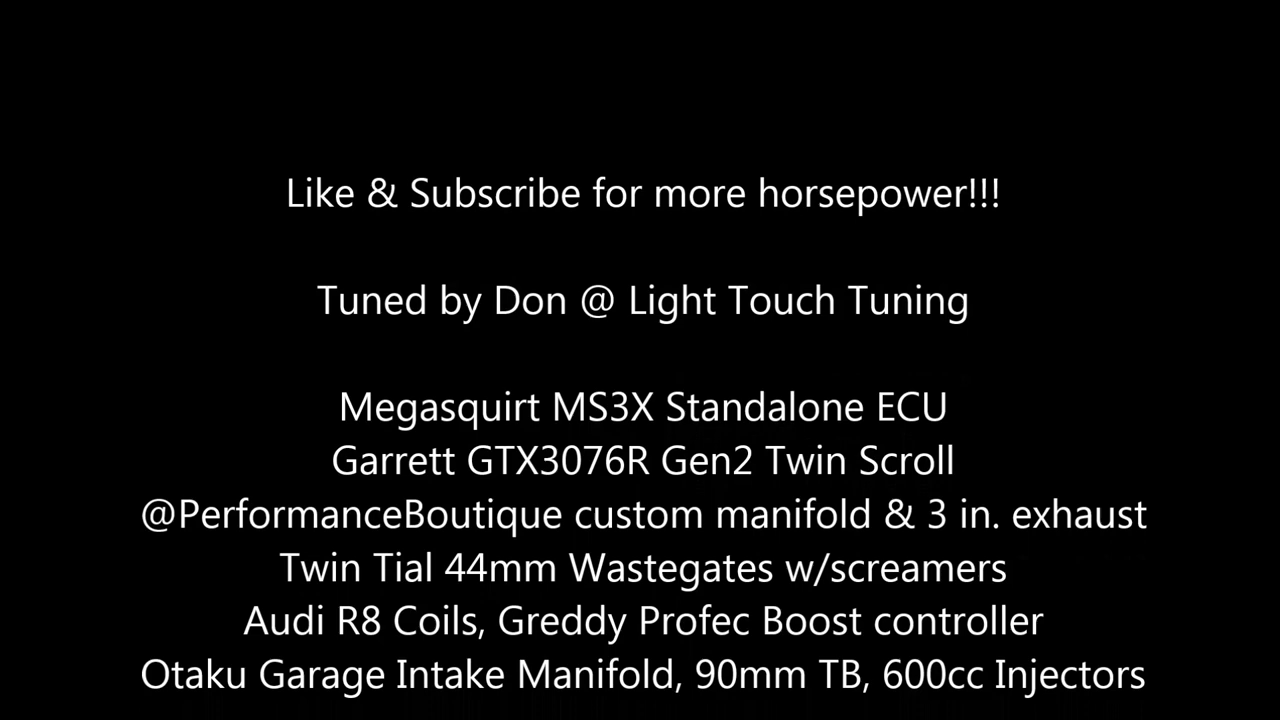 Like & Subscribe for more horsepower!!!
Tuned by Don @ Light Touch Tuning
Megasquirt MS3X Standalone ECU
Garrett GTX3076R Gen2 Twin Scroll
@PerformanceBoutique custom manifold & 3 in. exhaust
Twin Tial 44mm Wastegates w/screamers
Audi R8 Coils, Greddy Profec Boost controller
Otaku Garage Intake Manifold, 90mm TB, 600cc Injectors